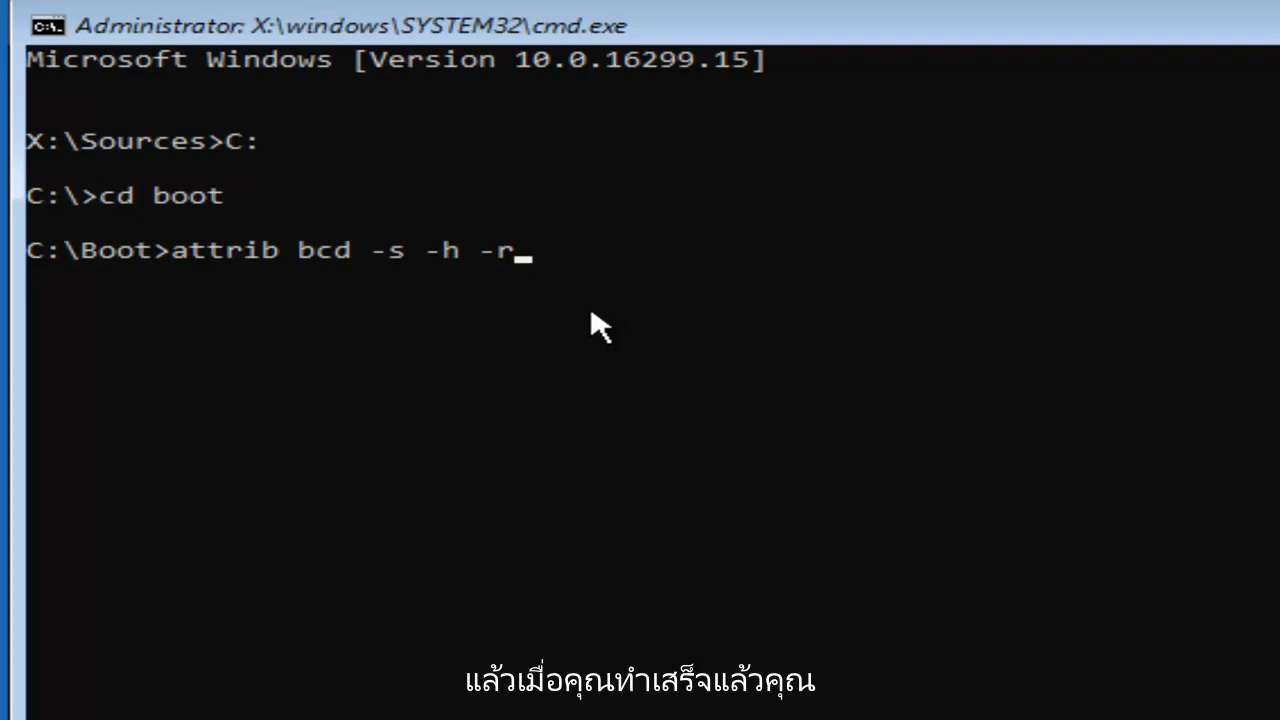 Administrator: X:\windows\SYSTEM32\cmd.exe
Microsoft Windows [Version 10.0.16299.15]
X:\Sources>C:
C:\>cd boot
C:\Boot>attrib bcd -s -h -r
แล้วเมื่อคุณทำเสร็จแล้วคุณ